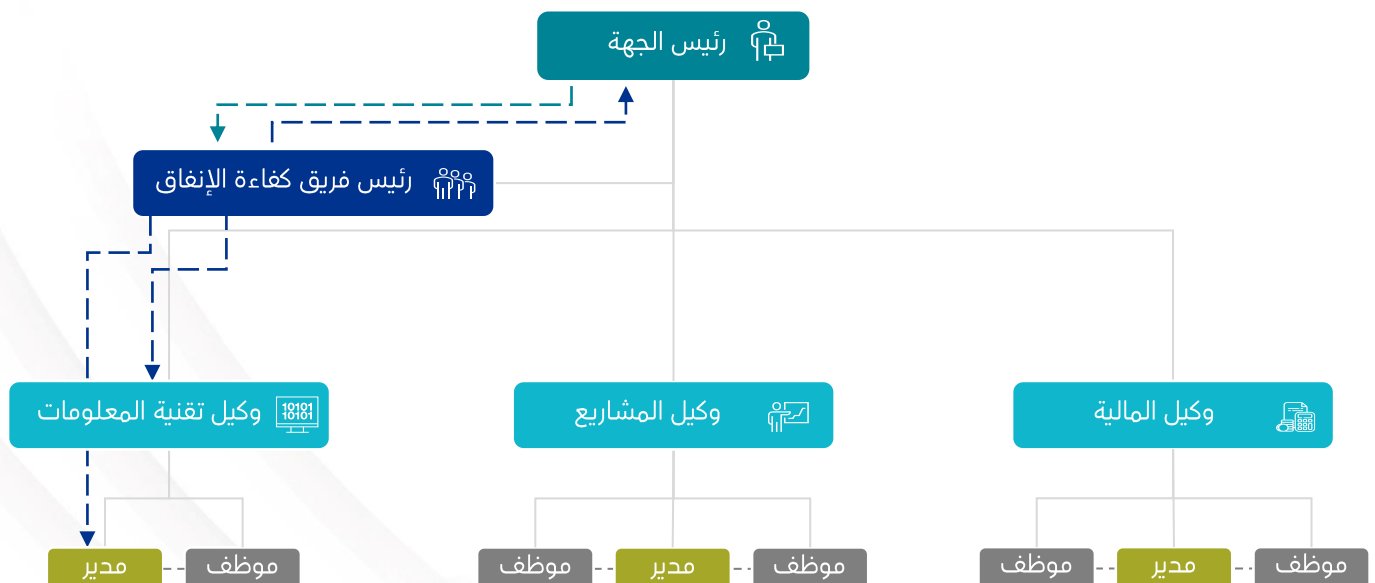 رئيس الجهة
رئيس فريق كفاءة الإنفاق
وكيل المالية
وكيل المشاريع
وكيل تقنية المعلومات
10101
10101
موظف
مدير
موظف
موظف
مدير
موظف
موظف
مدير